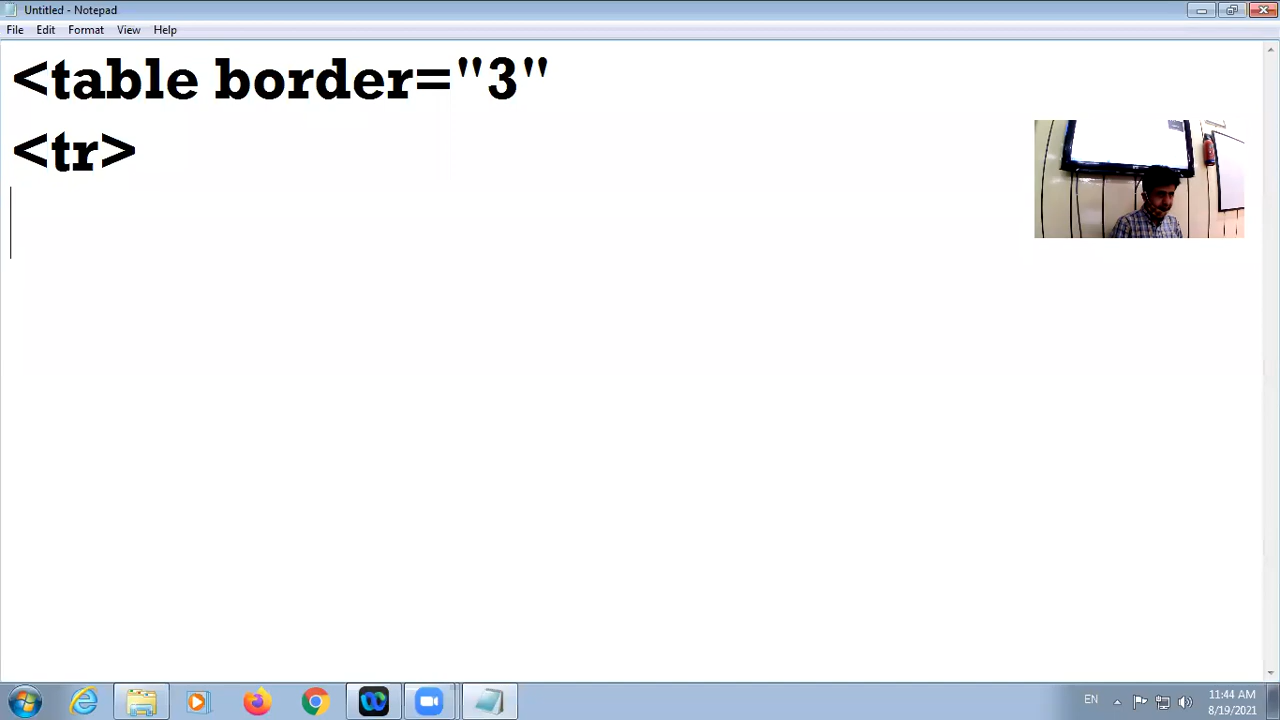 Untitled - Notepad
File Edit Format View Help
<table border="3"
<tr>
EN
11:44 AM
8/19/2021